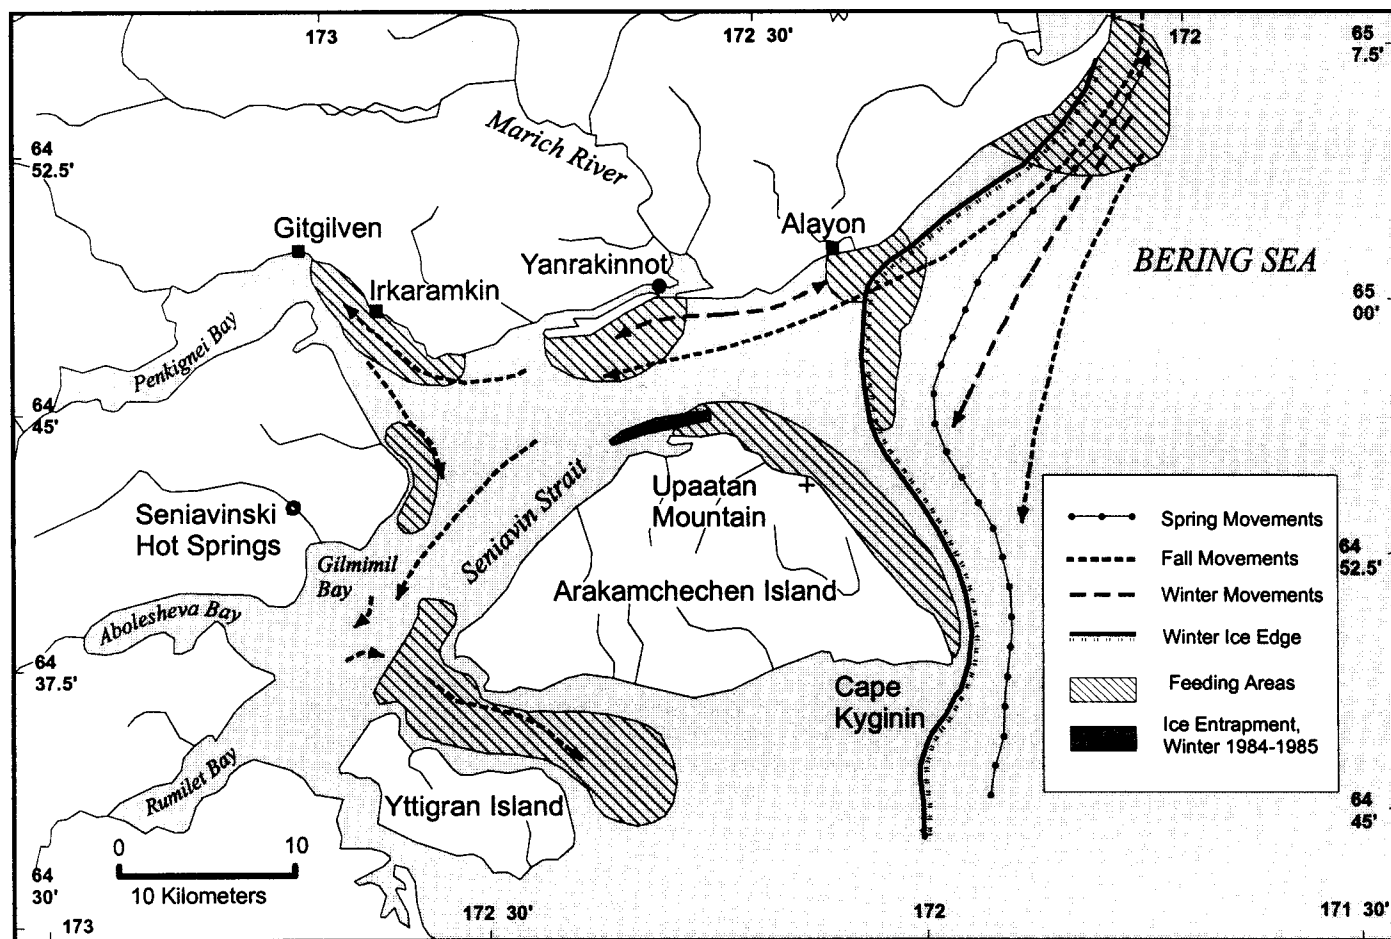 173
172 30'
172
65
7.5'
64
52.5'
Marich River
Gitgilven
Alayon
Yanrakinnot
BERING SEA
Irkaramkin
65
00'
Penkignei Bay
64
45'
Upaatan
Mountain
Seniavin Strait
Seniavinski
Hot Springs
Gilmimil
Bay
Arakamchechen Island
Abolesheva Bay
64
52.5'
Spring Movements
Fall Movements
Winter Movements
Winter Ice Edge
Feeding Areas
Ice Entrapment,
Winter 1984-1985
64
37.5'
Cape
Kyginin
Rumilet Bay
Yttigran Island
64
45'
0 10
10 Kilometers
64
30'
173
172 30'
172
171 30'